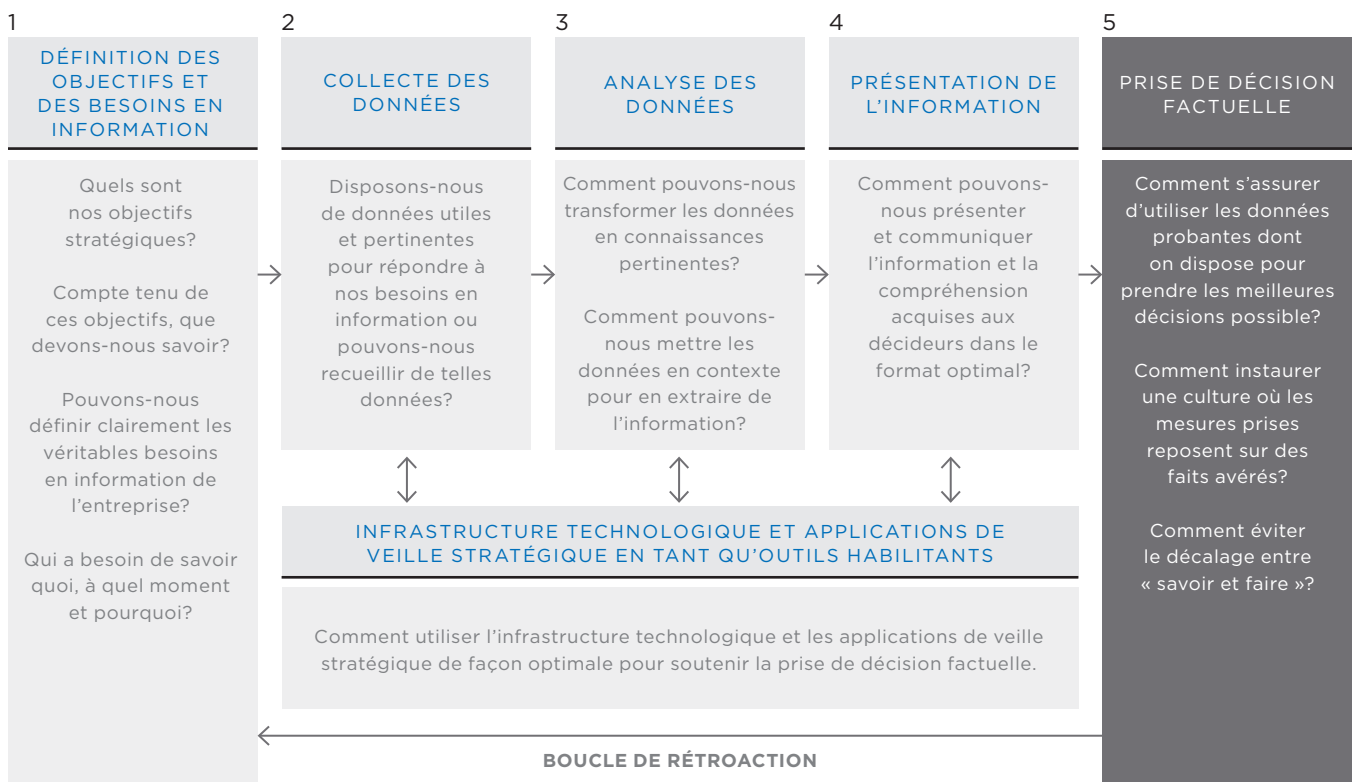 1
DÉFINITION DES
OBJECTIFS ET
DES BESOINS EN
INFORMATION
Quels sont
nos objectifs
stratégiques?
Compte tenu de
ces objectifs, que
devons-nous savoir?
Pouvons-nous
définir clairement les
véritables besoins
en information de
l’entreprise?
Qui a besoin de savoir
quoi, à quel moment
et pourquoi?
2
COLLECTE DES
DONNÉES
Disposons-nous
de données utiles
et pertinentes
pour répondre à
nos besoins en
information ou
pouvons-nous
recueillir de telles
données?
3
ANALYSE DES
DONNÉES
Comment pouvons-nous
transformer les données
en connaissances
pertinentes?
Comment pouvons-
nous mettre les
données en contexte
pour en extraire de
l’information?
4
PRÉSENTATION DE
L’INFORMATION
Comment pouvons-
nous présenter
et communiquer
l’information et la
compréhension
acquises aux
décideurs dans le
format optimal?
5
PRISE DE DÉCISION
FACTUELLE
Comment s’assurer
d’utiliser les données
probantes dont
on dispose pour
prendre les meilleures
décisions possible?
Comment instaurer
une culture où les
mesures prises
reposent sur des
faits avérés?
Comment éviter
le décalage entre
« savoir et faire »?
INFRASTRUCTURE TECHNOLOGIQUE ET APPLICATIONS DE
VEILLE STRATÉGIQUE EN TANT QU’OUTILS HABILITANTS
Comment utiliser l’infrastructure technologique et les applications de veille
stratégique de façon optimale pour soutenir la prise de décision factuelle.
BOUCLE DE RÉTROACTION